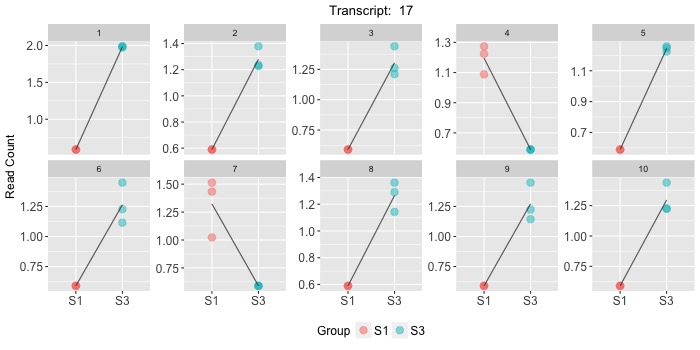 Transcript: 17
Read Count
1 2 3 4 5
2.0 1.5 1.0
1.4 1.2 1.0 0.8 0.6
1.25 1.00 0.75
1.3 1.1 0.9 0.7
1.1 0.9 0.7
6 7 8 9 10
1.25 1.00 0.75
1.50 1.25 1.00 0.75
1.4 1.2 1.0 0.8 0.6
1.25 1.00 0.75
1.25 1.00 0.75
S1 S3 S1 S3 S1 S3 S1 S3 S1 S3
Group S1 S3